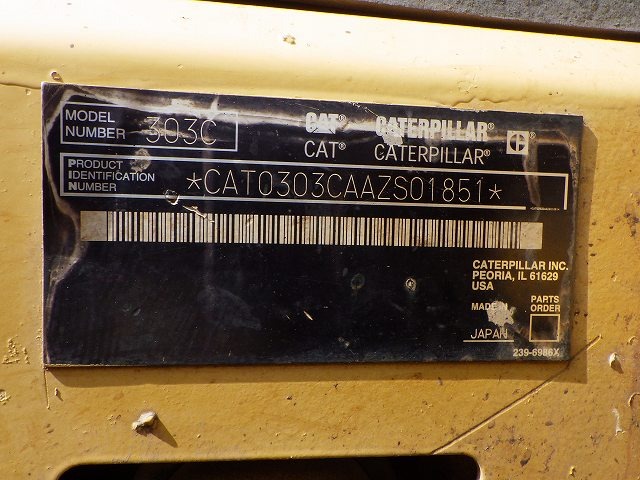 MODEL NUMBER 303C
CAT® CATERPILLAR®
CAT® CATERPILLAR®
PRODUCT IDENTIFICATION NUMBER *CAT0303CAAZS01851*
CATERPILLAR INC.
PEORIA, IL 61629
USA
MADE IN
JAPAN
PARTS ORDER
239-6986X